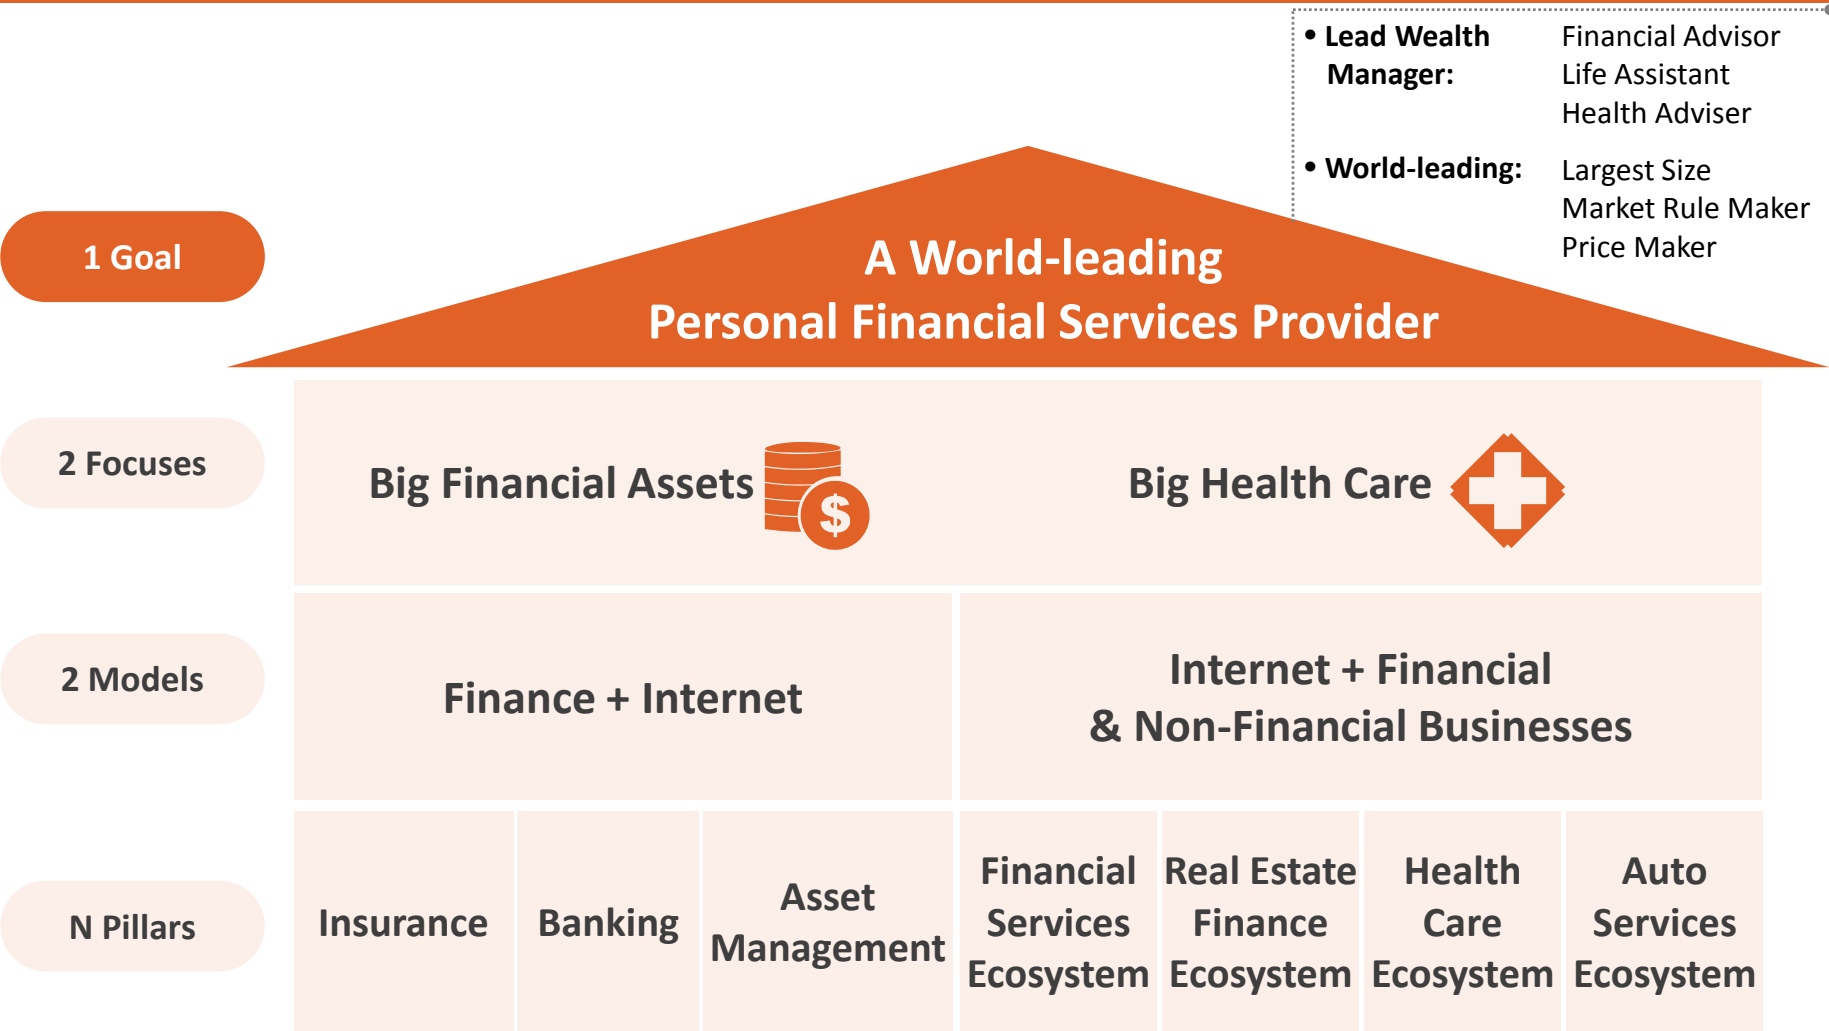 • Lead Wealth Financial Advisor
Manager: Life Assistant
Health Adviser
• World-leading: Largest Size
Market Rule Maker
Price Maker
1 Goal
A World-leading
Personal Financial Services Provider
2 Focuses
Big Financial Assets
$
Big Health Care
2 Models
Finance + Internet
Internet + Financial
& Non-Financial Businesses
N Pillars
Insurance
Banking
Asset
Management
Financial
Services
Ecosystem
Real Estate
Finance
Ecosystem
Health
Care
Ecosystem
Auto
Services
Ecosystem